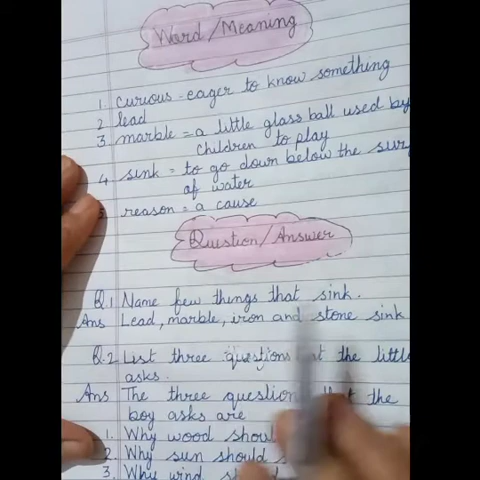 Word / Meaning
1. curious - eager to know something
2 lead
3. marble = a little glass ball used by
children to play
4. sink = to go down below the sur
of water
5. reason = a cause
Question / Answer
Q.1 Name few things that sink.
Ans Lead, marble, iron and stone sink
Q.2 List three questions the little
asks.
Ans The three question the
boy asks are
1. Why wood
2. Why sun should
3. Why wind